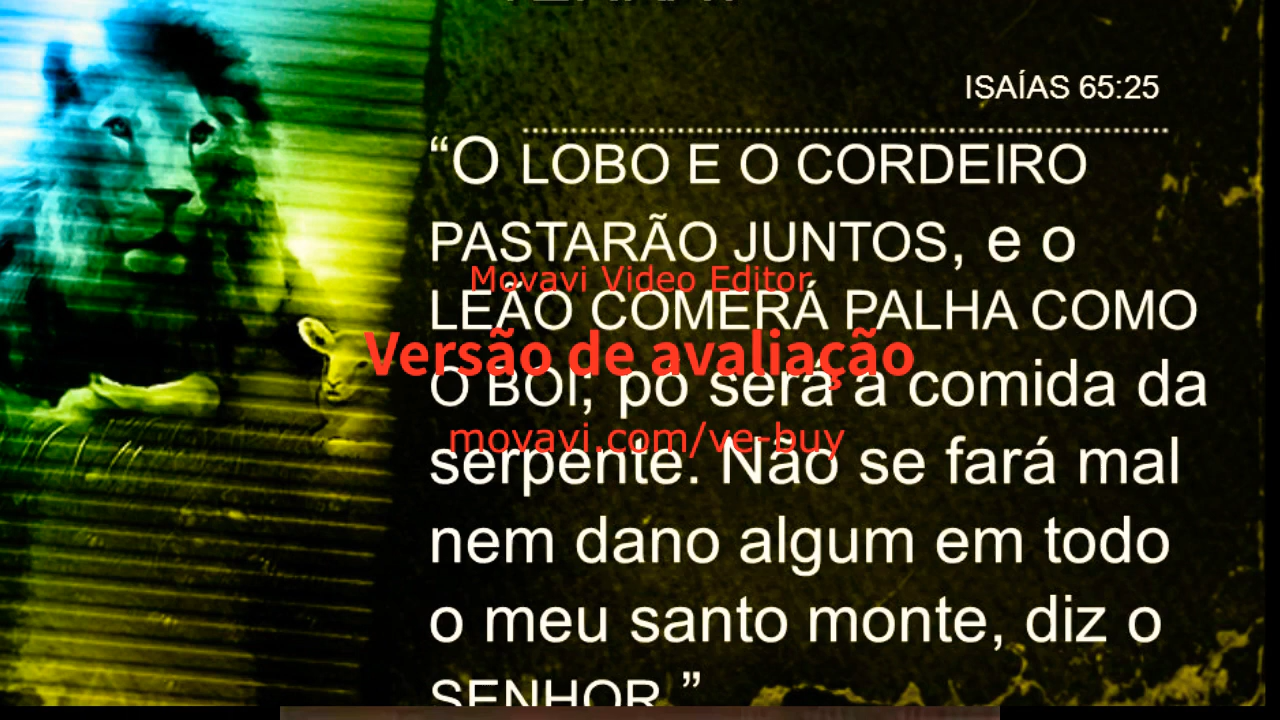 ISAÍAS 65:25
“O LOBO E O CORDEIRO
PASTARÃO JUNTOS, e o
Movavi Video Editor
LEÃO COMERÁ PALHA COMO
Versão de avaliação
O BOI; pó será a comida da
movavi.com/ve-buy
serpente. Não se fará mal
nem dano algum em todo
o meu santo monte, diz o
SENHOR.”